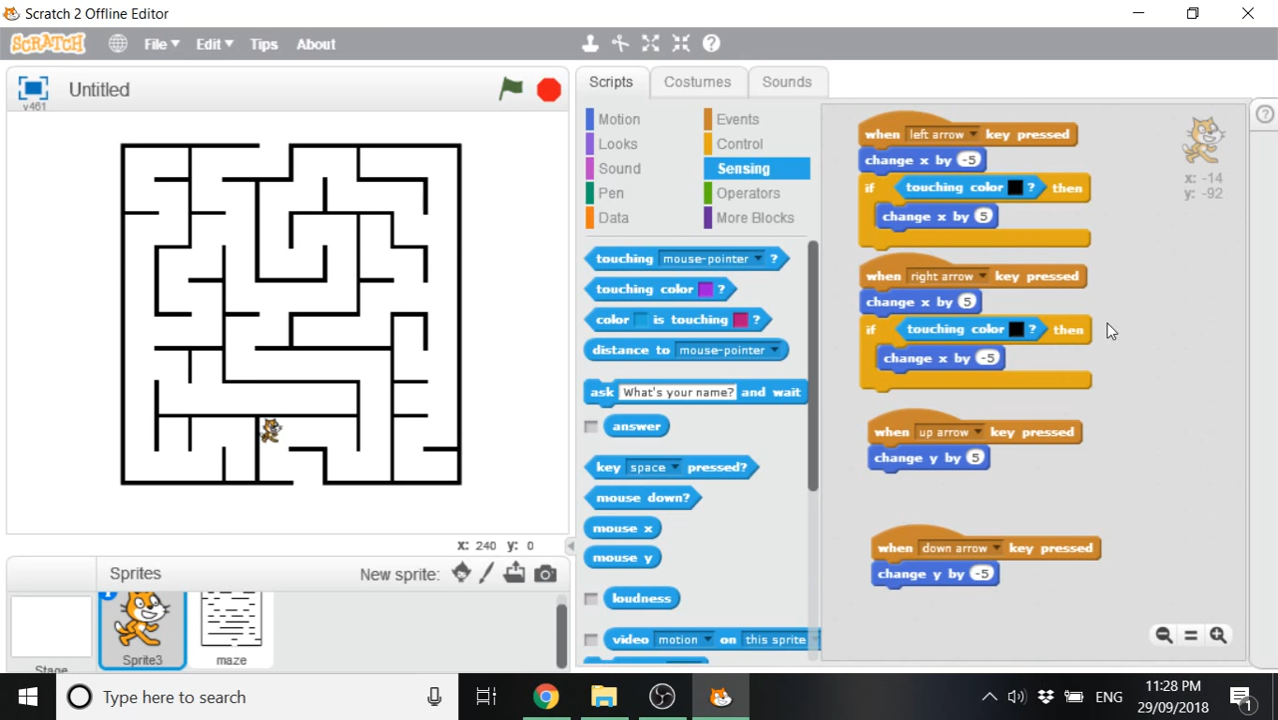 Scratch 2 Offline Editor
SCRATCH File Edit Tips About
v461 Untitled
x: 240 y: 0
Sprites New sprite:
Stage
Sprite3
maze
Scripts Costumes Sounds
Motion Events
Looks Control
Sound Sensing
Pen Operators
Data More Blocks
touching mouse-pointer ?
touching color ?
color is touching ?
distance to mouse-pointer
ask What's your name? and wait
answer
key space pressed?
mouse down?
mouse x
mouse y
loudness
video motion on this sprite
when left arrow key pressed
change x by -5
if touching color ? then
change x by 5
when right arrow key pressed
change x by 5
if touching color ? then
change x by -5
when up arrow key pressed
change y by 5
when down arrow key pressed
change y by -5
x: -14
y: -92
Type here to search
ENG
11:28 PM
29/09/2018
1